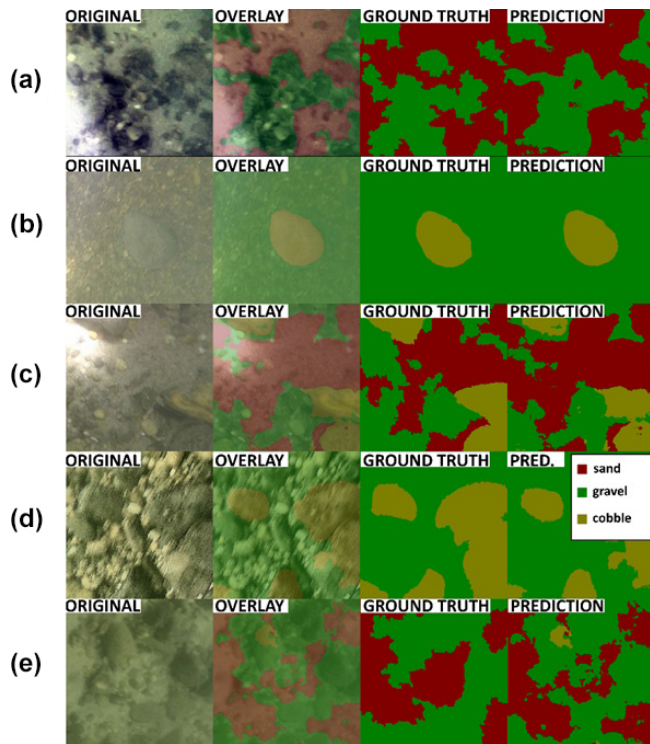 ORIGINAL OVERLAY GROUND TRUTH PREDICTION
(a)
ORIGINAL OVERLAY GROUND TRUTH PREDICTION
(b)
ORIGINAL OVERLAY GROUND TRUTH PREDICTION
(c)
ORIGINAL OVERLAY GROUND TRUTH PRED.
sand
gravel
cobble
(d)
ORIGINAL OVERLAY GROUND TRUTH PREDICTION
(e)